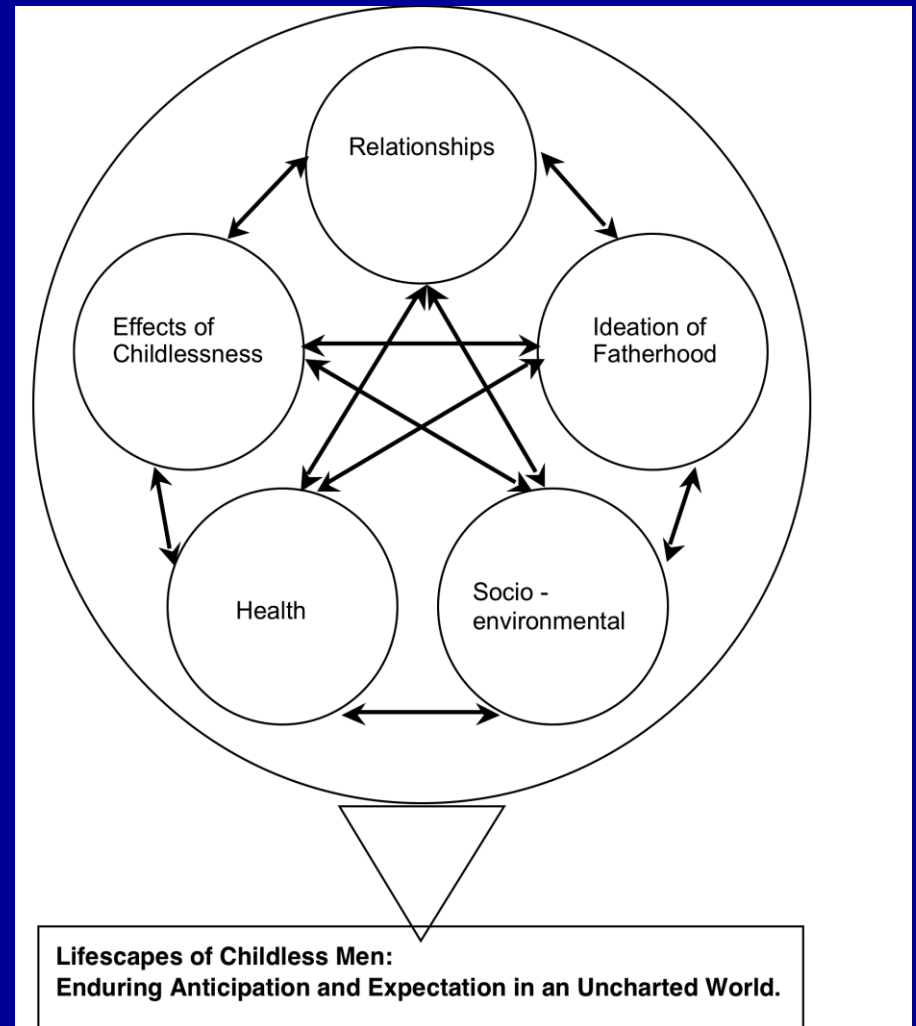 Relationships
Effects of
Childlessness
Ideation of
Fatherhood
Health
Socio -
environmental
Lifescapes of Childless Men:
Enduring Anticipation and Expectation in an Uncharted World.